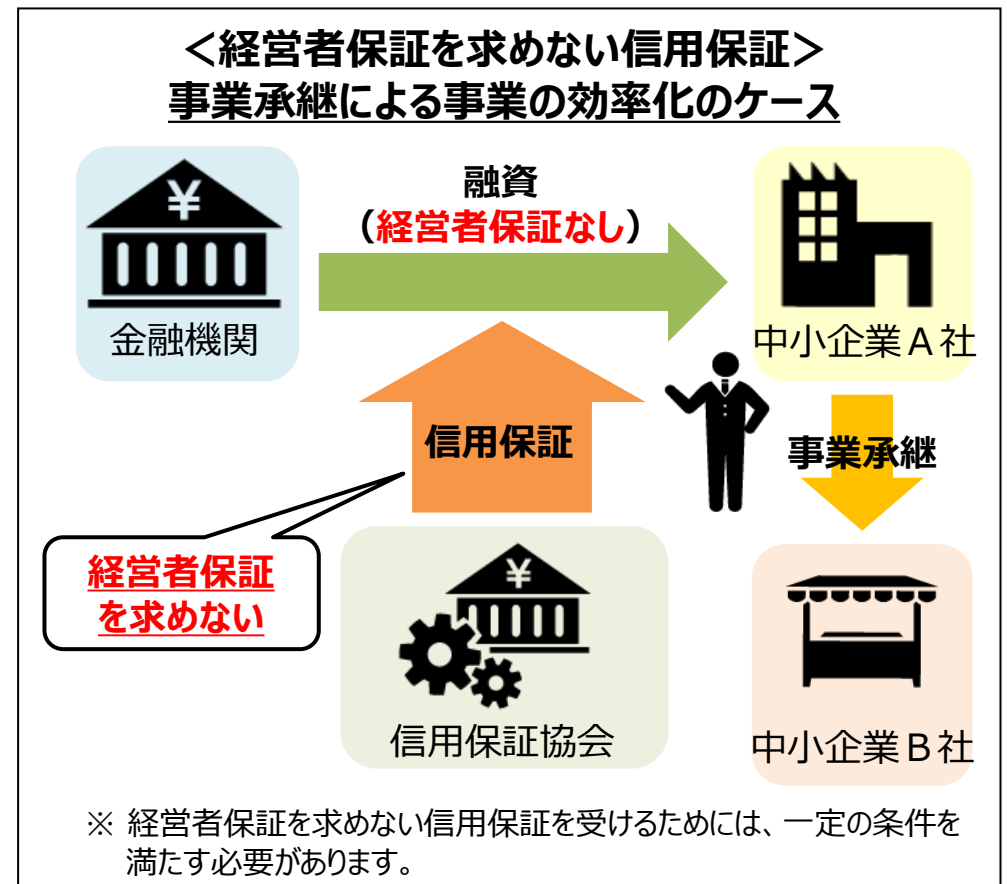 ＜経営者保証を求めない信用保証＞
事業承継による事業の効率化のケース
融資
（経営者保証なし）
¥
金融機関
中小企業Ａ社
信用保証
事業承継
経営者保証
を求めない
¥
信用保証協会
中小企業Ｂ社
※ 経営者保証を求めない信用保証を受けるためには、一定の条件を
満たす必要があります。